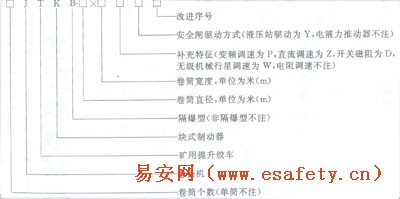 □ J T K B □×□ □ □ □
改进序号
安全闸驱动方式(液压站驱动为 Y,电液力推动器不注)
补充特征(变频调速为 P,直流调速为 Z,开关磁阻为 D,
无级机械行星调速为 W,电阻调速不注)
卷筒宽度,单位为米(m)
卷筒直径,单位为米(m)
隔爆型(非隔爆型不注)
块式制动器
矿用提升绞车
机
卷筒个数(单筒不注)
易安网(www.esafety.cn)